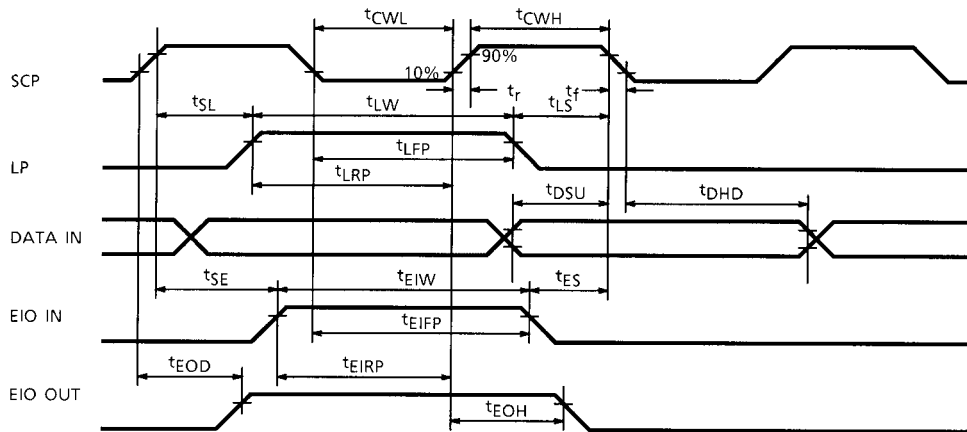 tCWL
tCWH
SCP
10%
90%
tSL
tLW
tr
tf
tLS
LP
tLFP
tLRP
tDSU
tDHD
DATA IN
tSE
tEIW
tES
EIO IN
tEIFP
tEOD
tEIRP
EIO OUT
tEOH